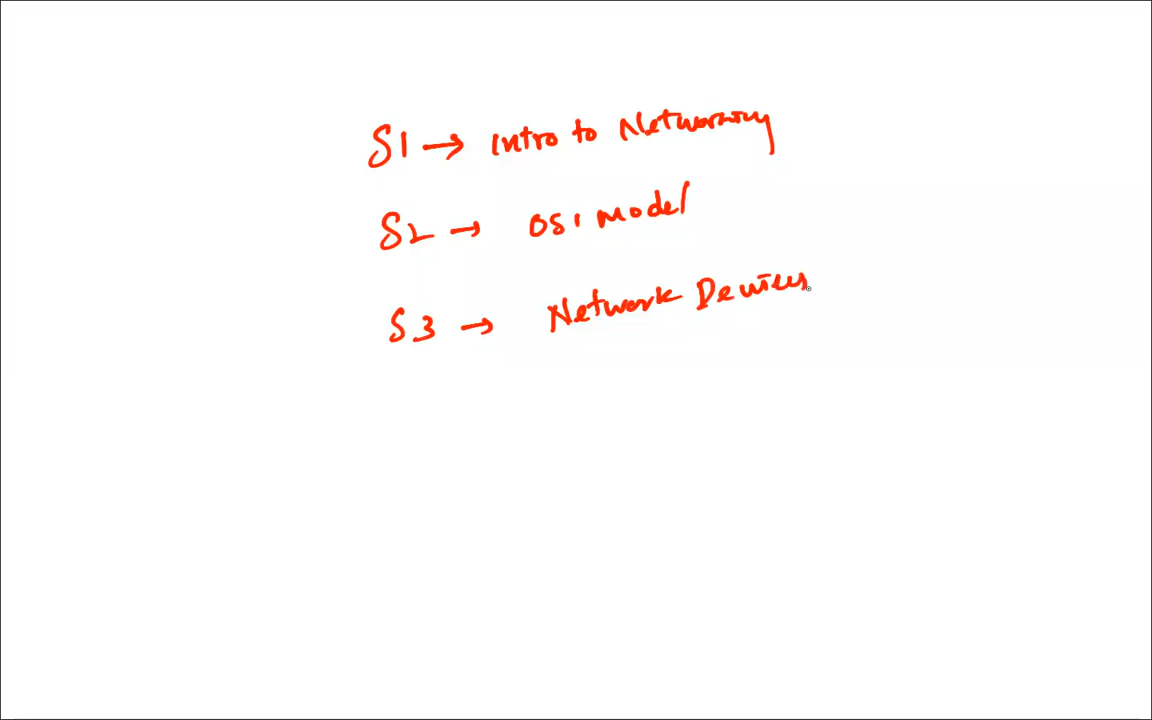 S1 → Intro to Networking
S2 → OSI Model
S3 → Network Devices